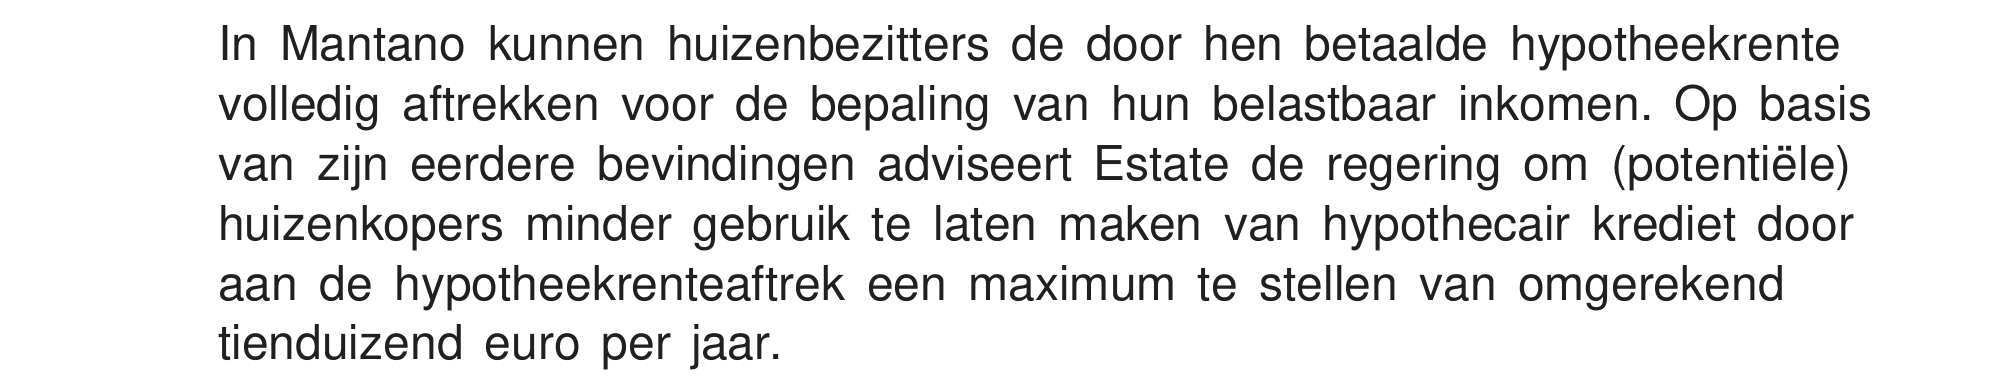 In Mantano kunnen huizenbezitters de door hen betaalde hypotheekrente
volledig aftrekken voor de bepaling van hun belastbaar inkomen. Op basis
van zijn eerdere bevindingen adviseert Estate de regering om (potentiële)
huizenkopers minder gebruik te laten maken van hypothecair krediet door
aan de hypotheekrenteaftrek een maximum te stellen van omgerekend
tienduizend euro per jaar.